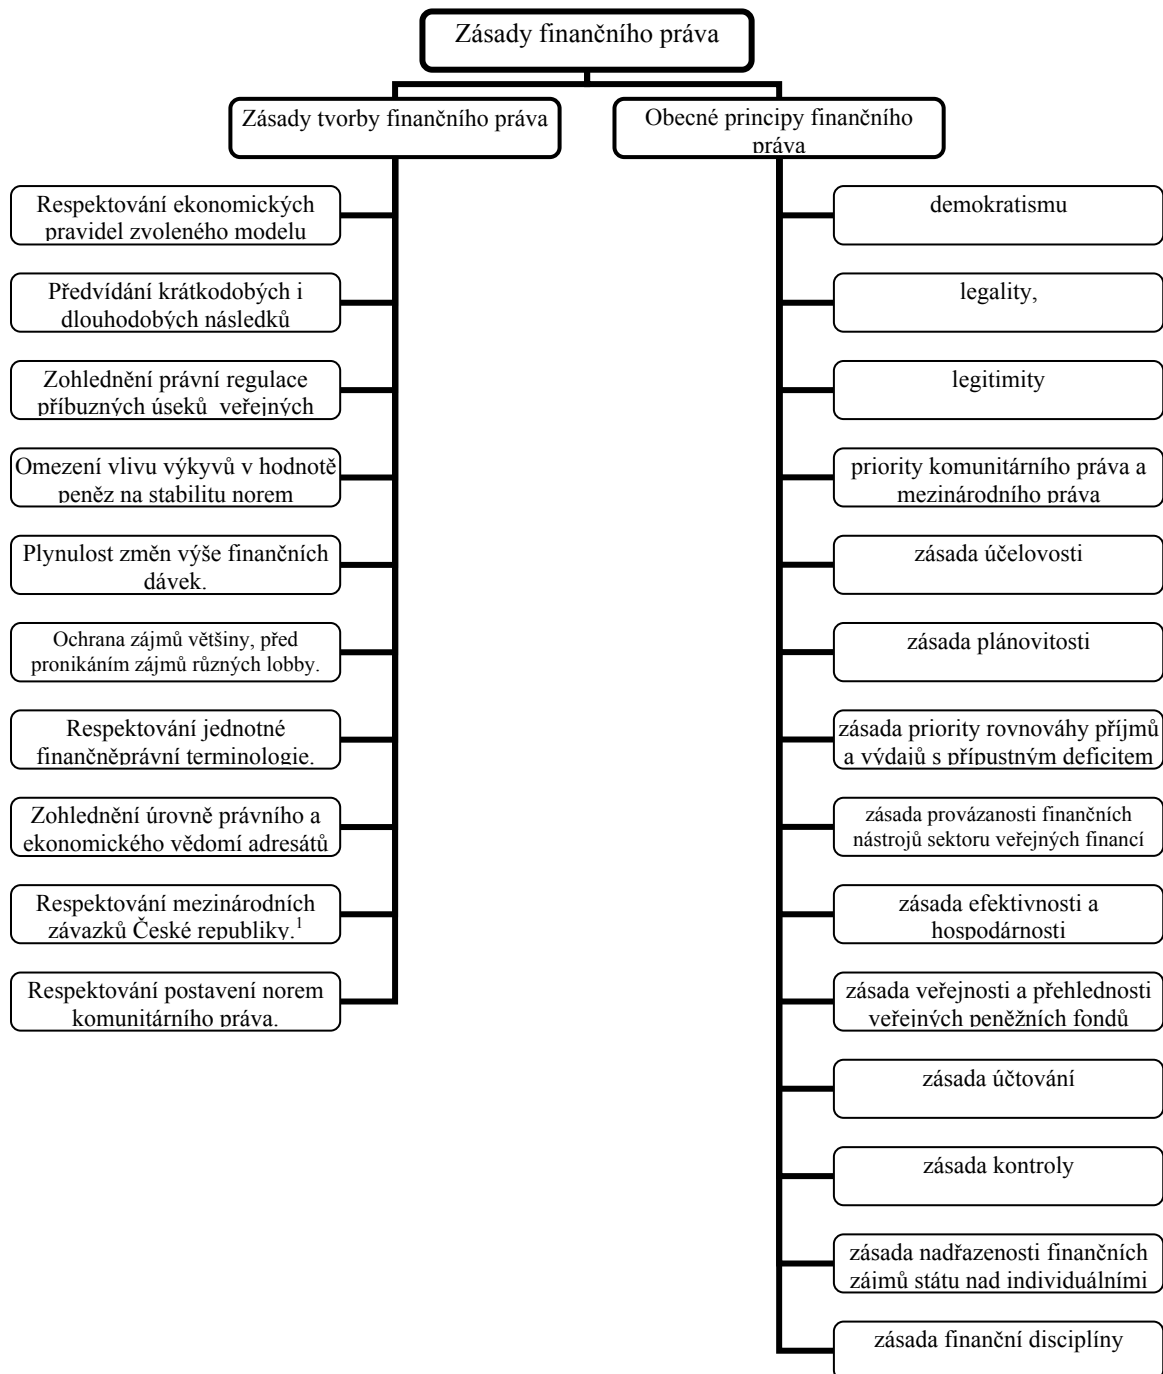 Zásady finančního práva
Zásady tvorby finančního práva
Obecné principy finančního
práva
Respektování ekonomických
pravidel zvoleného modelu
Předvídání krátkodobých i
dlouhodobých následků
Zohlednění právní regulace
příbuzných úseků  veřejných
Omezení vlivu výkyvů v hodnotě
peněz na stabilitu norem
Plynulost změn výše finančních
dávek.
Ochrana zájmů většiny, před
pronikáním zájmů různých lobby.
Respektování jednotné
finančněprávní terminologie.
Zohlednění úrovně právního a
ekonomického vědomí adresátů
Respektování mezinárodních
závazků České republiky.1
Respektování postavení norem
komunitárního práva.
demokratismu
legality,
legitimity
priority komunitárního práva a
mezinárodního práva
zásada účelovosti
zásada plánovitosti
zásada priority rovnováhy příjmů
a výdajů s přípustným deficitem
zásada provázanosti finančních
nástrojů sektoru veřejných financí
zásada efektivnosti a
hospodárnosti
zásada veřejnosti a přehlednosti
veřejných peněžních fondů
zásada účtování
zásada kontroly
zásada nadřazenosti finančních
zájmů státu nad individuálními
zásada finanční disciplíny